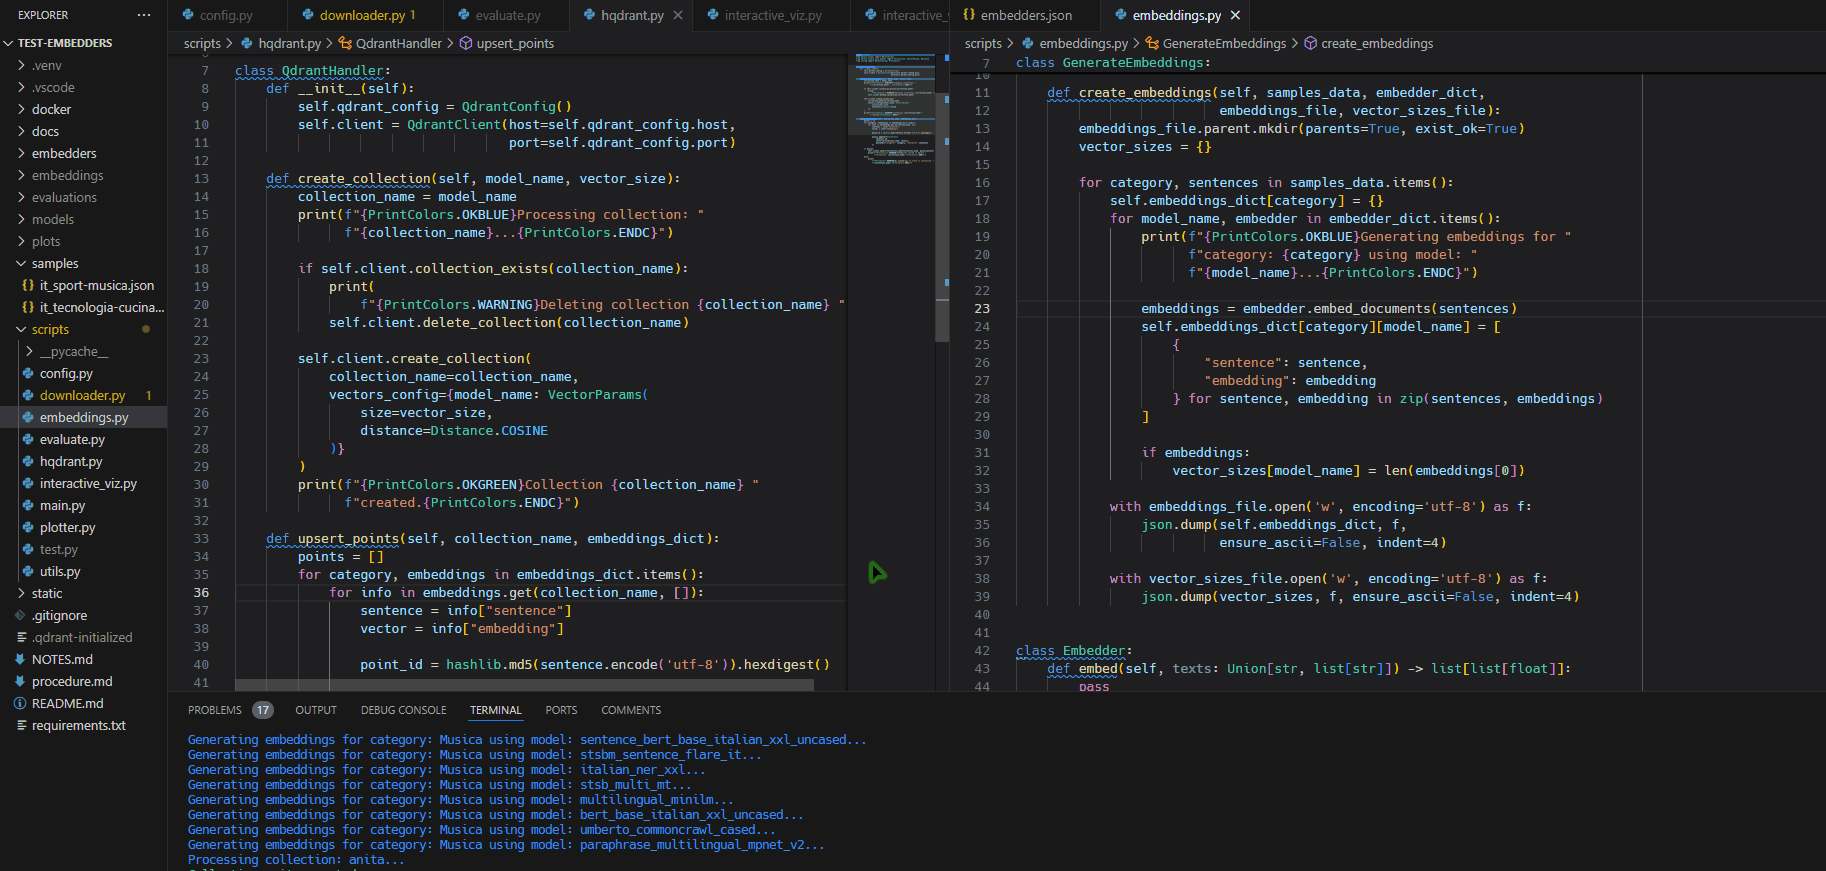 EXPLORER ···
TEST-EMBEDDERS
.venv
.vscode
docker
docs
embedders
embeddings
evaluations
models
plots
samples
{} it_sport-musica.json
{} it_tecnologia-cucina...
scripts
__pycache__
config.py
downloader.py 1
embeddings.py
evaluate.py
hqdrant.py
interactive_viz.py
main.py
plotter.py
test.py
utils.py
static
.gitignore
.qdrant-initialized
NOTES.md
procedure.md
README.md
requirements.txt
config.py downloader.py 1 evaluate.py hqdrant.py interactive_viz.py
scripts > hqdrant.py > QdrantHandler > upsert_points
7 class QdrantHandler:
8 def __init__(self):
9 self.qdrant_config = QdrantConfig()
10 self.client = QdrantClient(host=self.qdrant_config.host,
11 port=self.qdrant_config.port)
12
13 def create_collection(self, model_name, vector_size):
14 collection_name = model_name
15 print(f"{PrintColors.OKBLUE}Processing collection: "
16 f"{collection_name}...{PrintColors.ENDC}")
17
18 if self.client.collection_exists(collection_name):
19 print(
20 f"{PrintColors.WARNING}Deleting collection {collection_name} "
21 self.client.delete_collection(collection_name)
22
23 self.client.create_collection(
24 collection_name=collection_name,
25 vectors_config={model_name: VectorParams(
26 size=vector_size,
27 distance=Distance.COSINE
28 )}
29 )
30 print(f"{PrintColors.OKGREEN}Collection {collection_name} "
31 f"created.{PrintColors.ENDC}")
32
33 def upsert_points(self, collection_name, embeddings_dict):
34 points = []
35 for category, embeddings in embeddings_dict.items():
36 for info in embeddings.get(collection_name, []):
37 sentence = info["sentence"]
38 vector = info["embedding"]
39
40 point_id = hashlib.md5(sentence.encode('utf-8')).hexdigest()
41
{} embedders.json embeddings.py
scripts > embeddings.py > GenerateEmbeddings > create_embeddings
7 class GenerateEmbeddings:
10
11 def create_embeddings(self, samples_data, embedder_dict,
12 embeddings_file, vector_sizes_file):
13 embeddings_file.parent.mkdir(parents=True, exist_ok=True)
14 vector_sizes = {}
15
16 for category, sentences in samples_data.items():
17 self.embeddings_dict[category] = {}
18 for model_name, embedder in embedder_dict.items():
19 print(f"{PrintColors.OKBLUE}Generating embeddings for "
20 f"category: {category} using model: "
21 f"{model_name}...{PrintColors.ENDC}")
22
23 embeddings = embedder.embed_documents(sentences)
24 self.embeddings_dict[category][model_name] = [
25 {
26 "sentence": sentence,
27 "embedding": embedding
28 } for sentence, embedding in zip(sentences, embeddings)
29 ]
30
31 if embeddings:
32 vector_sizes[model_name] = len(embeddings[0])
33
34 with embeddings_file.open('w', encoding='utf-8') as f:
35 json.dump(self.embeddings_dict, f,
36 ensure_ascii=False, indent=4)
37
38 with vector_sizes_file.open('w', encoding='utf-8') as f:
39 json.dump(vector_sizes, f, ensure_ascii=False, indent=4)
40
41
42 class Embedder:
43 def embed(self, texts: Union[str, list[str]]) -> list[list[float]]:
44 pass
PROBLEMS 17 OUTPUT DEBUG CONSOLE TERMINAL PORTS COMMENTS
Generating embeddings for category: Musica using model: sentence_bert_base_italian_xxl_uncased...
Generating embeddings for category: Musica using model: stsbm_sentence_flare_it...
Generating embeddings for category: Musica using model: italian_ner_xxl...
Generating embeddings for category: Musica using model: stsb_multi_mt...
Generating embeddings for category: Musica using model: multilingual_minilm...
Generating embeddings for category: Musica using model: bert_base_italian_xxl_uncased...
Generating embeddings for category: Musica using model: umberto_commoncrawl_cased...
Generating embeddings for category: Musica using model: paraphrase_multilingual_mpnet_v2...
Processing collection: anita...